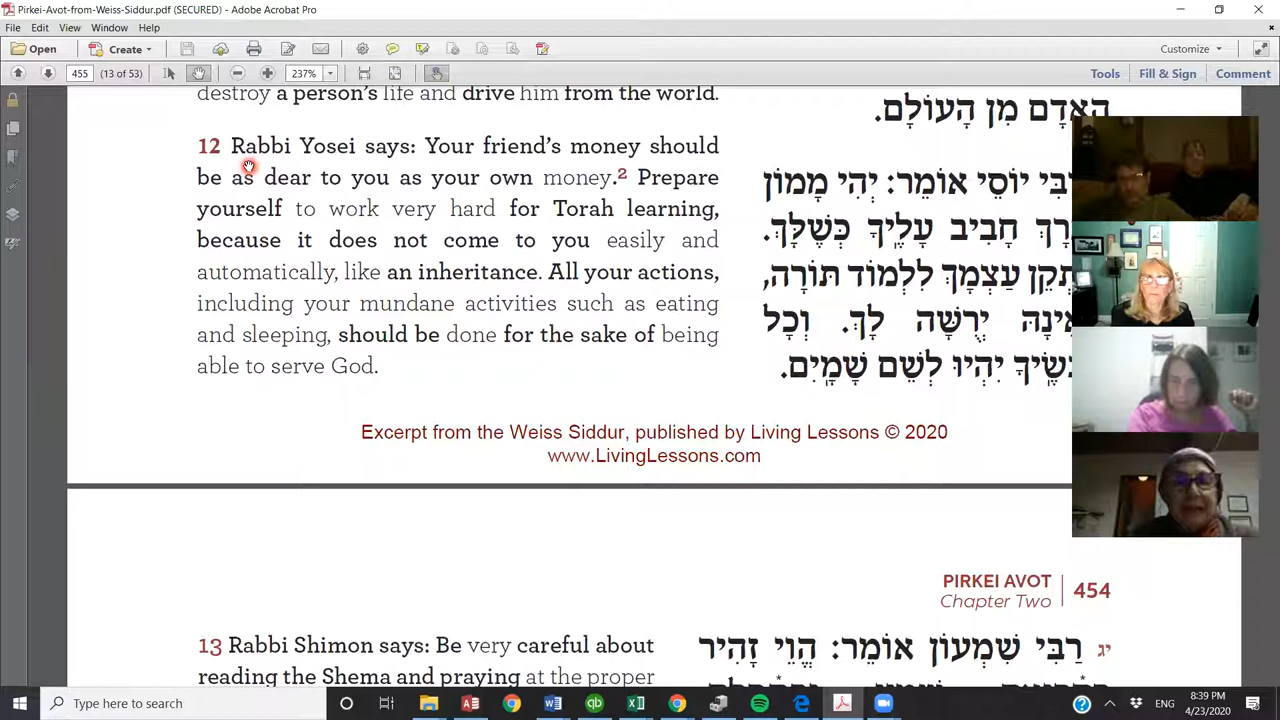 Pirkei-Avot-from-Weiss-Siddur.pdf (SECURED) - Adobe Acrobat Pro
File Edit View Window Help
Open Create Customize
455 (13 of 53) 237% Tools Fill & Sign Comment
destroy a person's life and drive him from the world.
12 Rabbi Yosei says: Your friend's money should
be as dear to you as your own money.2 Prepare
yourself to work very hard for Torah learning,
because it does not come to you easily and
automatically, like an inheritance. All your actions,
including your mundane activities such as eating
and sleeping, should be done for the sake of being
able to serve God.
הָאָדָם מִן הָעוֹלָם.
יוֹסֵי אוֹמֵר: יְהִי מָמוֹן
חָבִיב עָלֶיךָ כְּשֶׁלָּךְ.
עַצְמָךְ לִלְמוֹד תּוֹרָה,
יְרֻשָּׁה לָךְ. וְכָל
יִהְיוּ לְשֵׁם שָׁמָיִם.
Excerpt from the Weiss Siddur, published by Living Lessons © 2020
www.LivingLessons.com
PIRKEI AVOT 454
Chapter Two
13 Rabbi Shimon says: Be very careful about
reading the Shema and praying at the proper
יג רַבִּי שִׁמְעוֹן אוֹמֵר: הֱוֵי זָהִיר
Type here to search
8:39 PM
4/23/2020